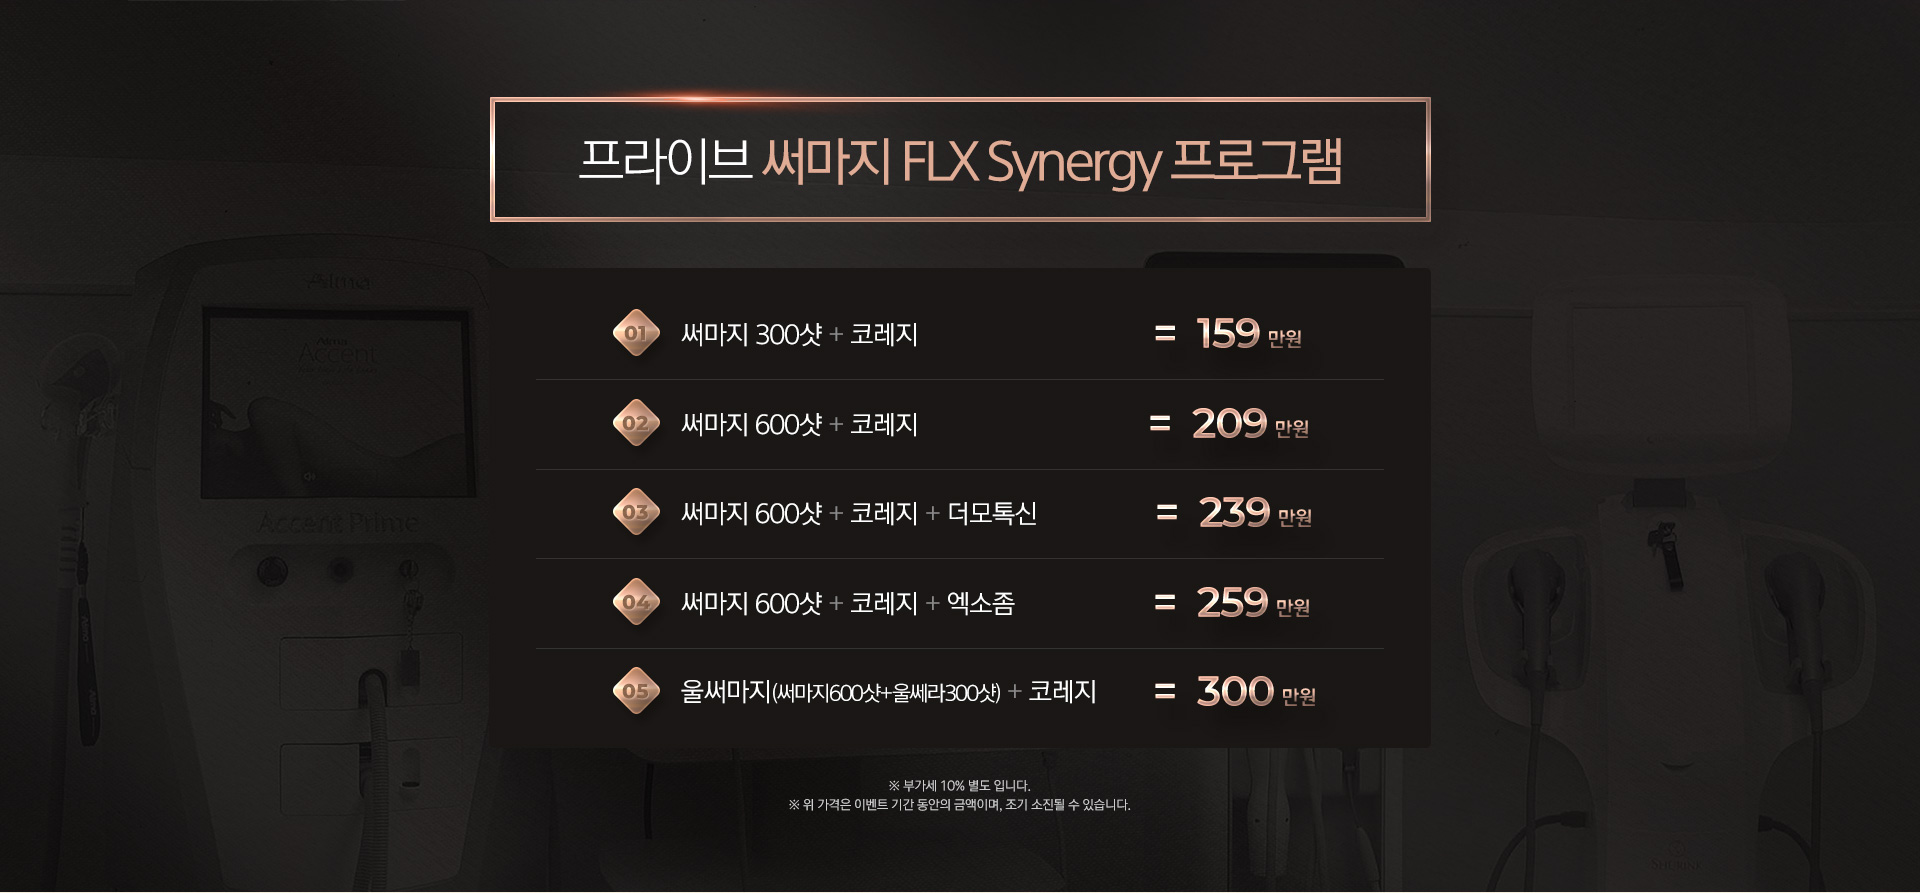 프라이브 써마지 FLX Synergy 프로그램
01 써마지 300샷 + 코레지 = 159 만원
02 써마지 600샷 + 코레지 = 209 만원
03 써마지 600샷 + 코레지 + 더모톡신 = 239 만원
04 써마지 600샷 + 코레지 + 엑소좀 = 259 만원
05 울써마지(써마지600샷+울쎄라300샷) + 코레지 = 300 만원
※ 부가세 10% 별도 입니다.
※ 위 가격은 이벤트 기간 동안의 금액이며, 조기 소진될 수 있습니다.
Alma
Alma
Accent
Accent Prime